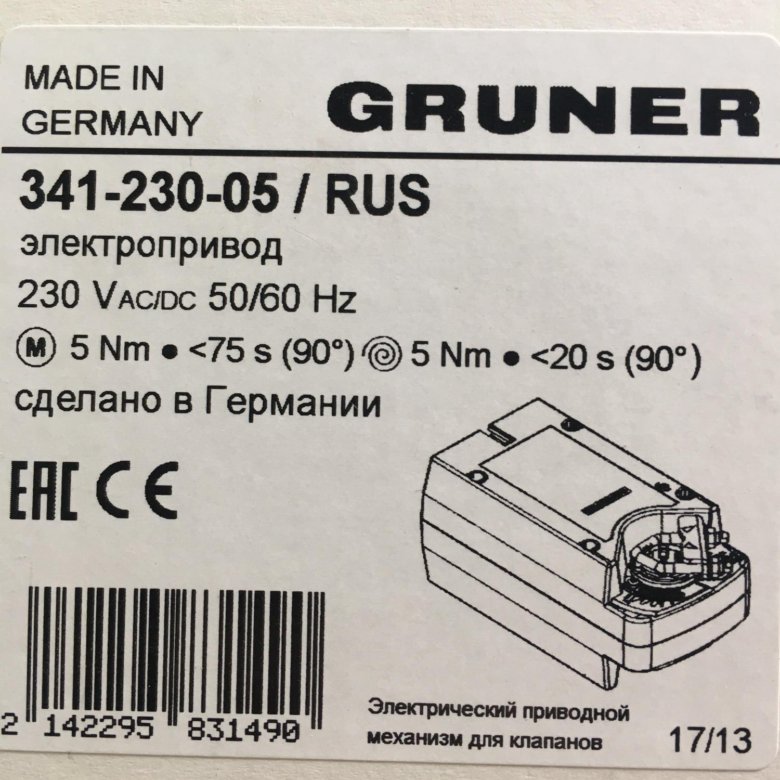 MADE IN
GERMANY
GRUNER
341-230-05 / RUS
электропривод
230 VAC/DC 50/60 Hz
M 5 Nm • <75 s (90°) 5 Nm • <20 s (90°)
сделано в Германии
EAC CE
2 142295 831490
Электрический приводной
механизм для клапанов
17/13